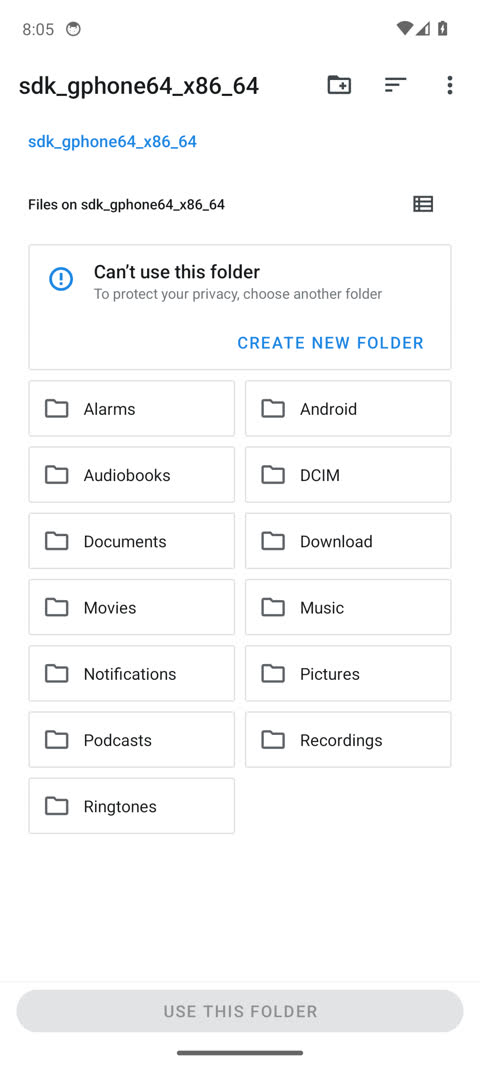 8:05
sdk_gphone64_x86_64
sdk_gphone64_x86_64
Files on sdk_gphone64_x86_64
Can’t use this folder
To protect your privacy, choose another folder
CREATE NEW FOLDER
Alarms
Android
Audiobooks
DCIM
Documents
Download
Movies
Music
Notifications
Pictures
Podcasts
Recordings
Ringtones
USE THIS FOLDER